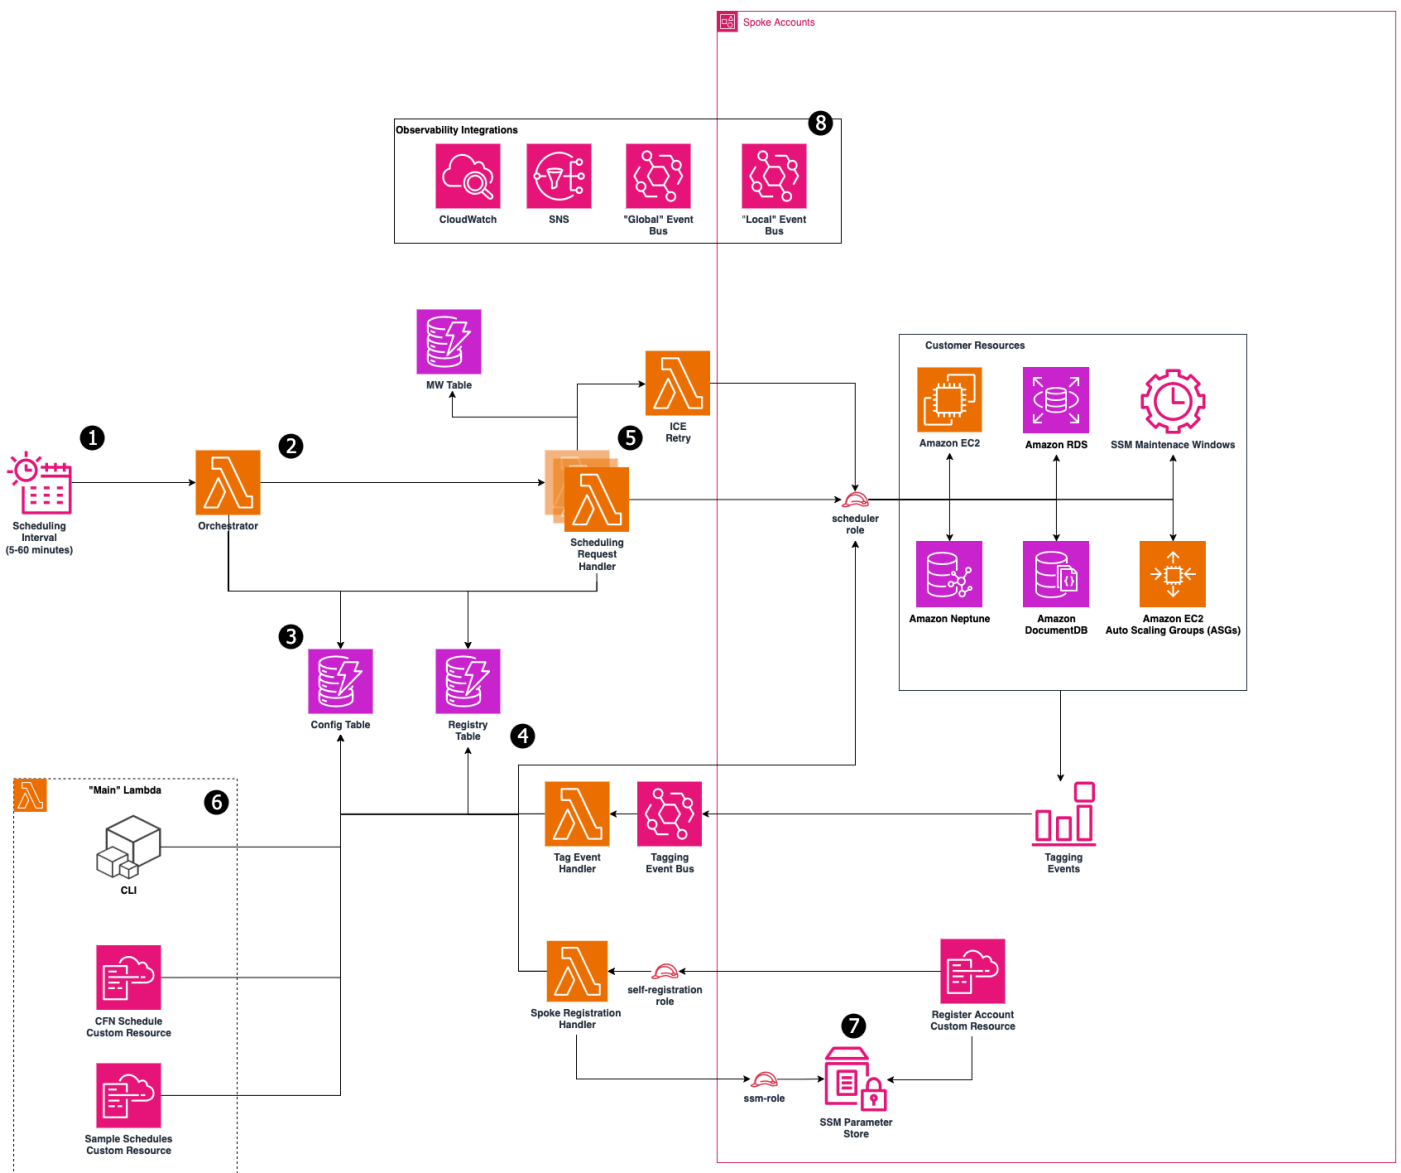 Spoke Accounts
8
Observability Integrations
CloudWatch
SNS
"Global" Event
Bus
"Local" Event
Bus
MW Table
ICE
Retry
Customer Resources
Amazon EC2
Amazon RDS
SSM Maintenace Windows
1
2
5
Scheduling
Interval
(5-60 minutes)
Orchestrator
Scheduling
Request
Handler
scheduler
role
Amazon Neptune
Amazon
DocumentDB
Amazon EC2
Auto Scaling Groups (ASGs)
3
Config Table
Registry
Table
4
"Main" Lambda
6
CLI
Tag Event
Handler
Tagging
Event Bus
Tagging
Events
CFN Schedule
Custom Resource
Spoke Registration
Handler
self-registration
role
Register Account
Custom Resource
7
ssm-role
SSM Parameter
Store
Sample Schedules
Custom Resource